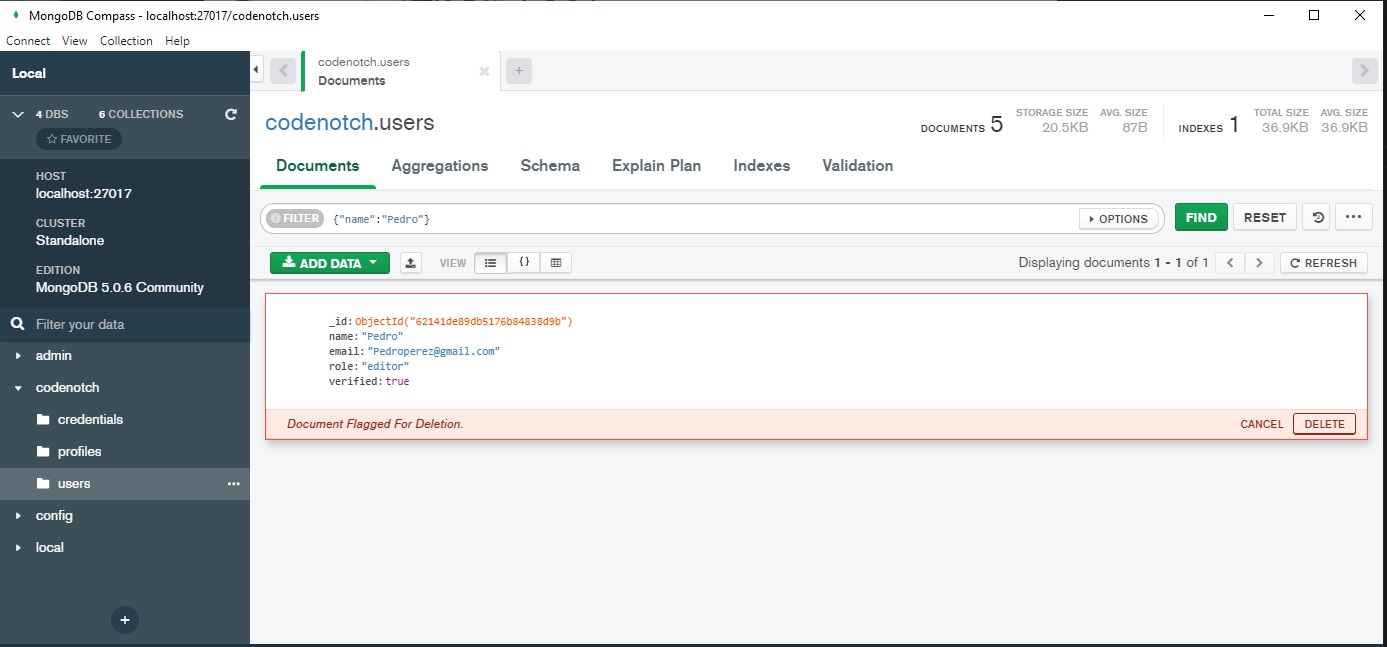 MongoDB Compass - localhost:27017/codenotch.users
Connect View Collection Help
Local
4 DBS 6 COLLECTIONS
FAVORITE
HOST
localhost:27017
CLUSTER
Standalone
EDITION
MongoDB 5.0.6 Community
Filter your data
admin
codenotch
credentials
profiles
users
config
local
codenotch.users
Documents
codenotch.users
DOCUMENTS 5
STORAGE SIZE
20.5KB
AVG. SIZE
87B
INDEXES 1
TOTAL SIZE
36.9KB
AVG. SIZE
36.9KB
Documents Aggregations Schema Explain Plan Indexes Validation
FILTER {"name":"Pedro"} OPTIONS FIND RESET
ADD DATA VIEW {} Displaying documents 1 - 1 of 1 REFRESH
_id:ObjectId("62141de89db5176b84838d9b")
name:"Pedro"
email:"Pedroperez@gmail.com"
role:"editor"
verified:true
Document Flagged For Deletion. CANCEL DELETE